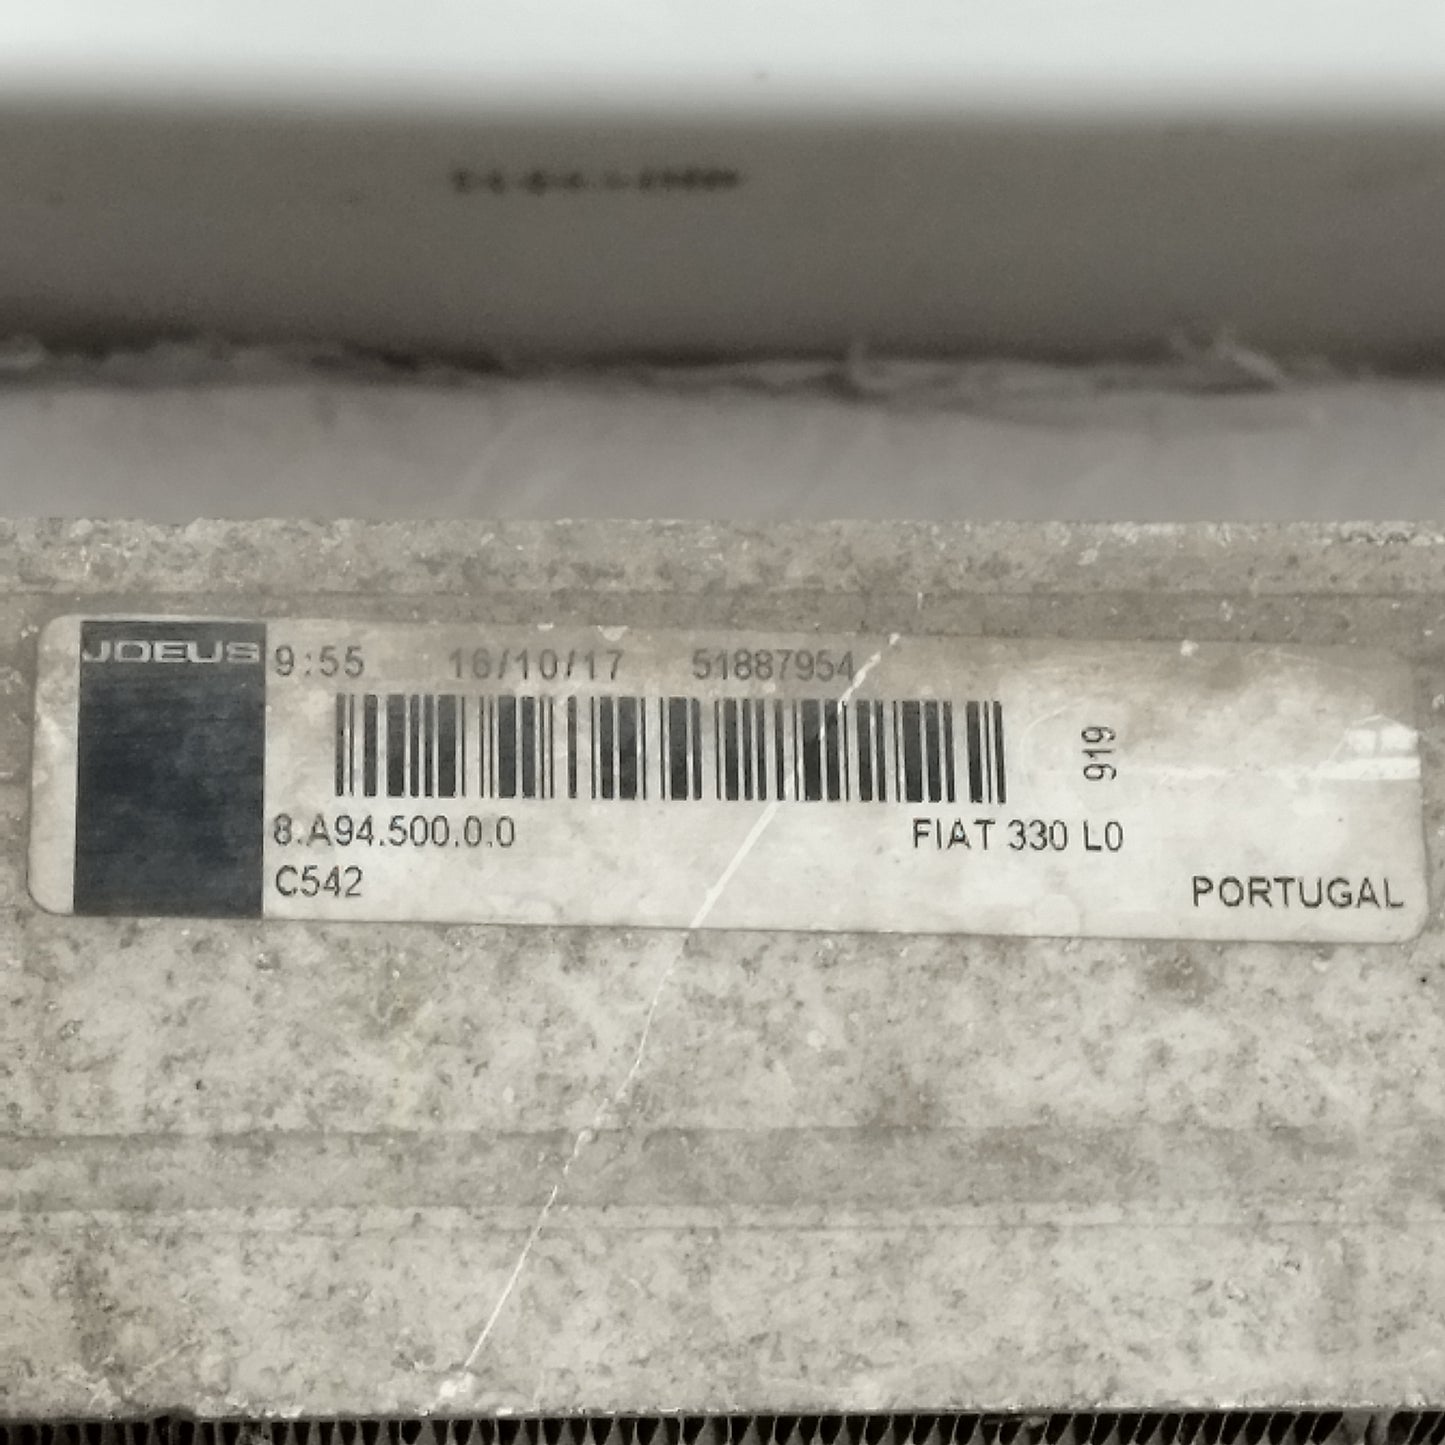 JDEUS
9:55 16/10/17 51887954
919
8.A94.500.0.0 FIAT 330 L0
C542
PORTUGAL